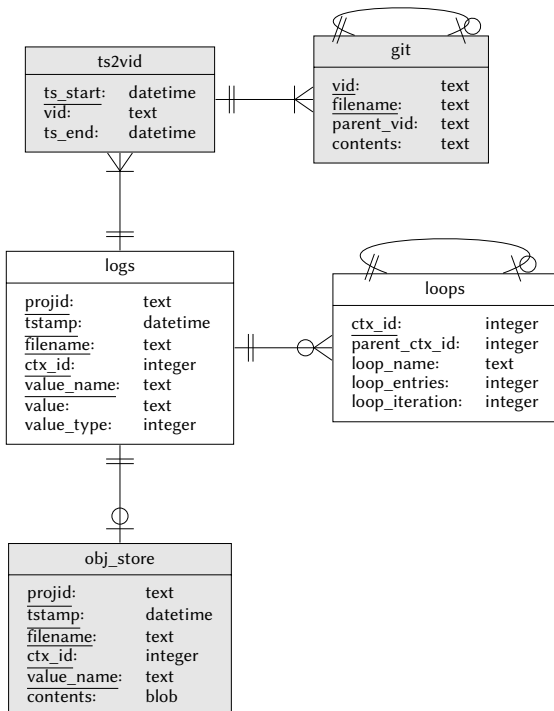 ts2vid
ts_start: datetime
vid: text
ts_end: datetime
git
vid: text
filename: text
parent_vid: text
contents: text
logs
projid: text
tstamp: datetime
filename: text
ctx_id: integer
value_name: text
value: text
value_type: integer
loops
ctx_id: integer
parent_ctx_id: integer
loop_name: text
loop_entries: integer
loop_iteration: integer
obj_store
projid: text
tstamp: datetime
filename: text
ctx_id: integer
value_name: text
contents: blob